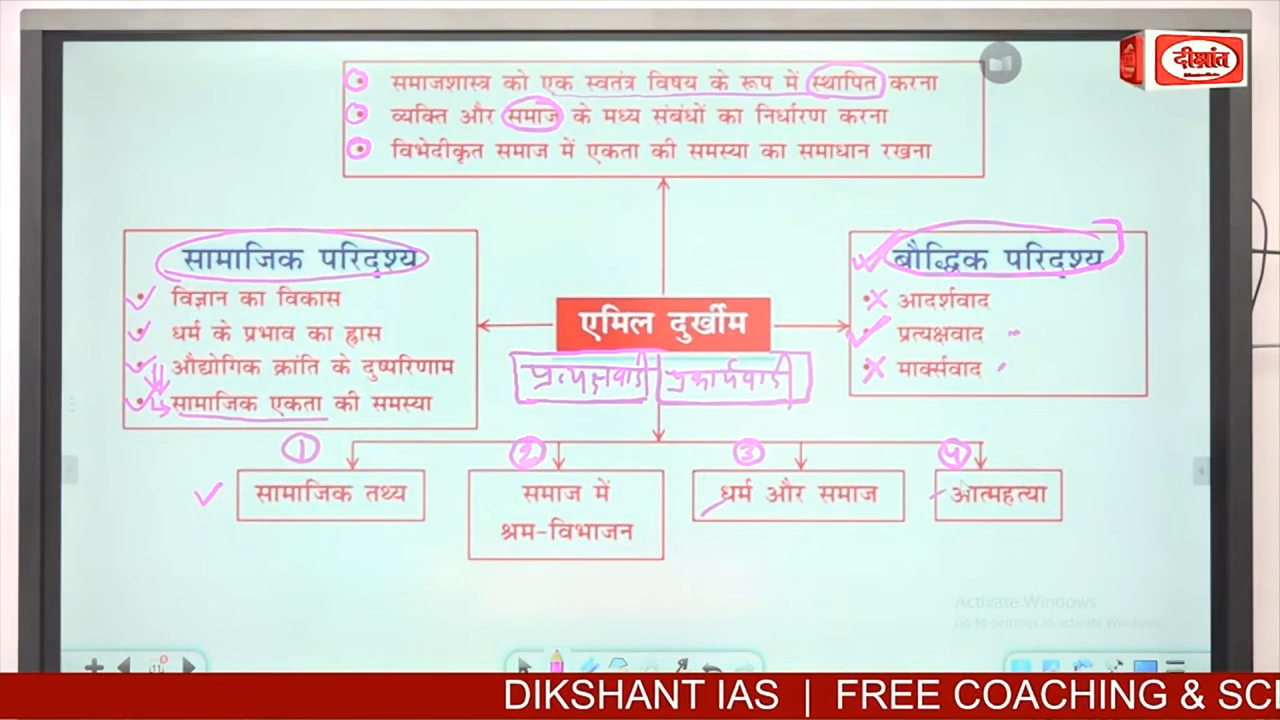 दीक्षांत
• समाजशास्त्र को एक स्वतंत्र विषय के रूप में स्थापित करना
• व्यक्ति और समाज के मध्य संबंधों का निर्धारण करना
• विभेदीकृत समाज में एकता की समस्या का समाधान रखना
सामाजिक परिदृश्य
• विज्ञान का विकास
• धर्म के प्रभाव का ह्रास
• औद्योगिक क्रांति के दुष्परिणाम
• सामाजिक एकता की समस्या
एमिल दुर्खीम
प्रत्यक्षवादी प्रकार्यवादी
बौद्धिक परिदृश्य
• आदर्शवाद
• प्रत्यक्षवाद
• मार्क्सवाद
1
सामाजिक तथ्य
2
समाज में
श्रम-विभाजन
3
धर्म और समाज
4
आत्महत्या
Activate Windows
Go to Settings to activate Windows.
DIKSHANT IAS | FREE COACHING & SC